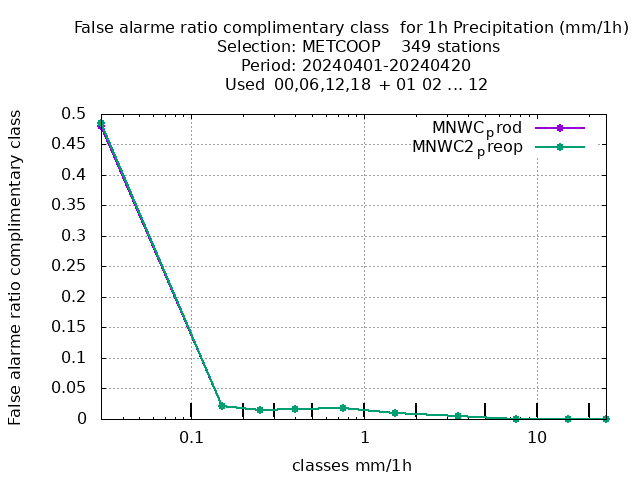 False alarme ratio complimentary class  for 1h Precipitation (mm/1h)
Selection: METCOOP    349 stations
Period: 20240401-20240420
Used  00,06,12,18 + 01 02 ... 12
False alarme ratio complimentary class
0.5
0.45
0.4
0.35
0.3
0.25
0.2
0.15
0.1
0.05
0
MNWCprod
MNWC2preop
0.1 1 10
classes mm/1h